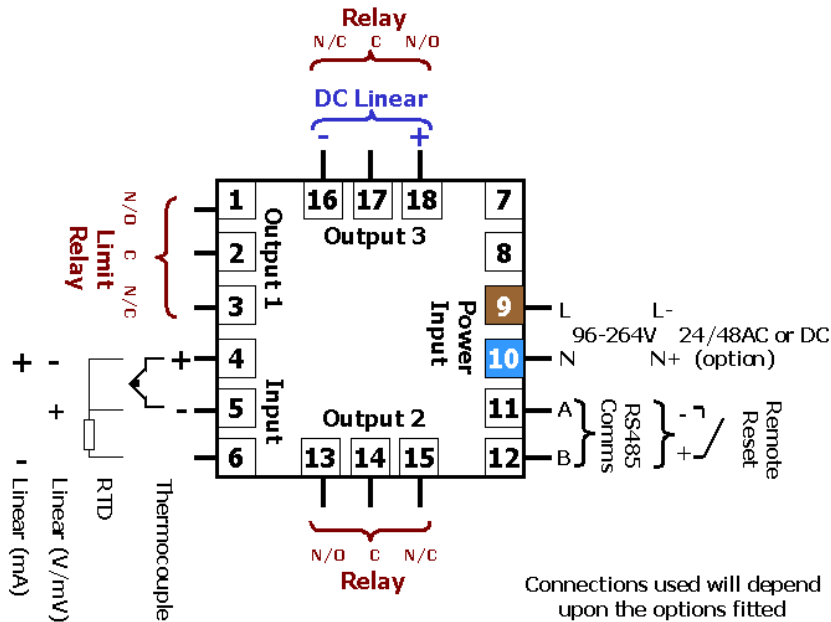 Relay
N/C C N/O
DC Linear
- +
16 17 18
Output 3
1
2
3
Output 1
N/O
C
N/C
Limit
Relay
4
5
6
Input
+
-
Thermocouple
RTD
-
+
Linear (V/mV)
+
-
Linear (mA)
7
8
9
10
Power
Input
L L-
96-264V 24/48AC or DC
N N+ (option)
11
12
A
B
RS485
Comms
-
+
Remote
Reset
Output 2
13 14 15
N/O C N/C
Relay
Connections used will depend
upon the options fitted